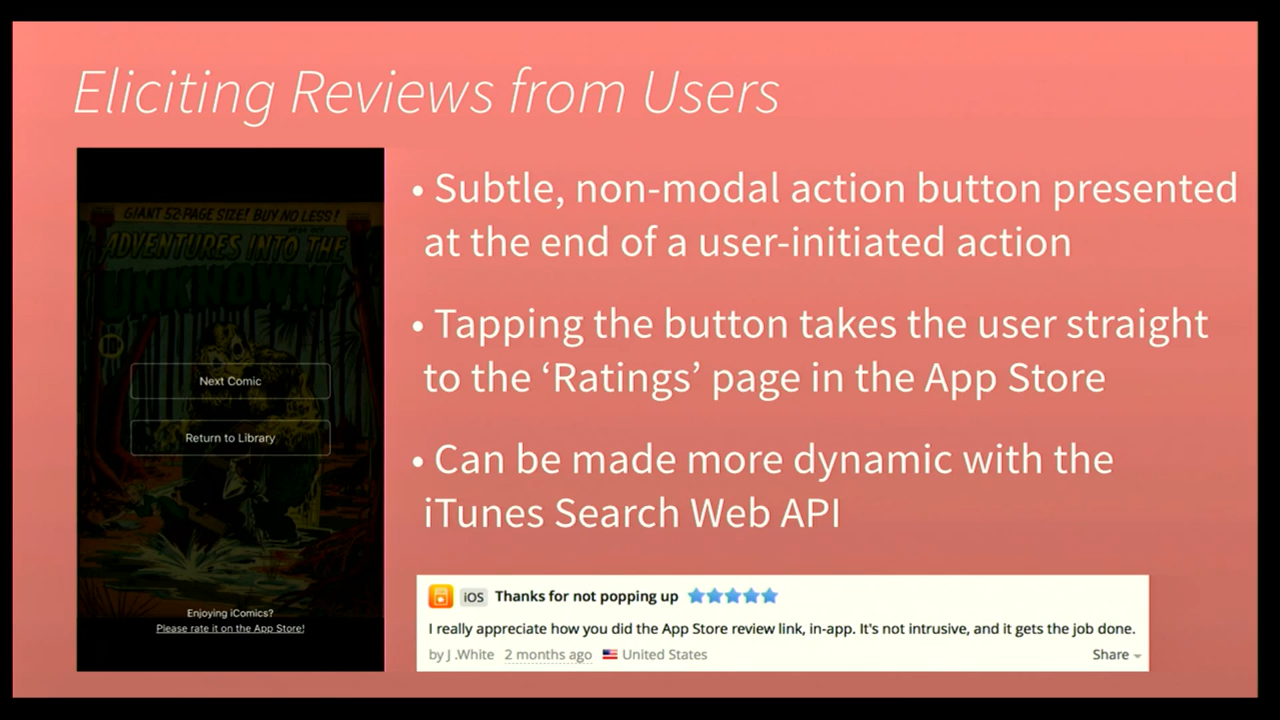 Eliciting Reviews from Users
GIANT 52-PAGE SIZE! BUY NO LESS!
ADVENTURES INTO THE
UNKNOWN!
Next Comic
Return to Library
Enjoying iComics?
Please rate it on the App Store!
• Subtle, non-modal action button presented
at the end of a user-initiated action
• Tapping the button takes the user straight
to the ‘Ratings’ page in the App Store
• Can be made more dynamic with the
iTunes Search Web API
iOS Thanks for not popping up
I really appreciate how you did the App Store review link, in-app. It's not intrusive, and it gets the job done.
by J .White 2 months ago United States Share